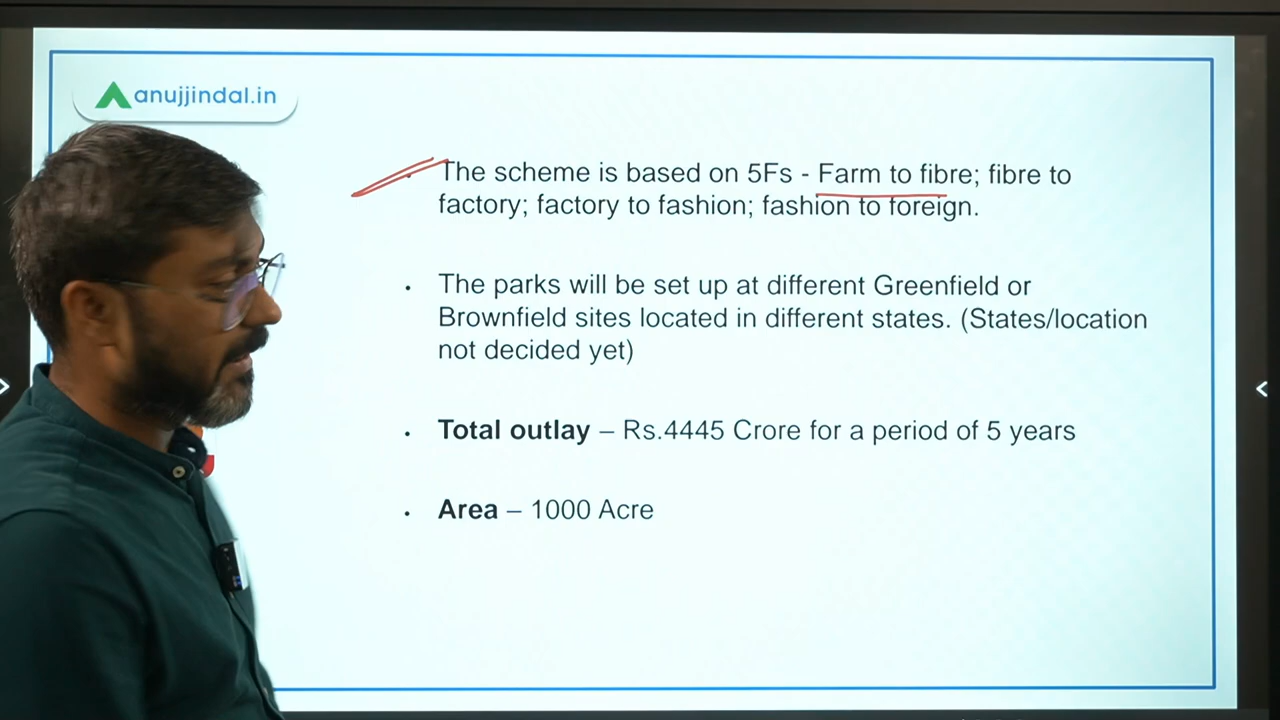 anujjindal.in
The scheme is based on 5Fs - Farm to fibre; fibre to
factory; factory to fashion; fashion to foreign.
The parks will be set up at different Greenfield or
Brownfield sites located in different states. (States/location
not decided yet)
Total outlay – Rs.4445 Crore for a period of 5 years
Area – 1000 Acre